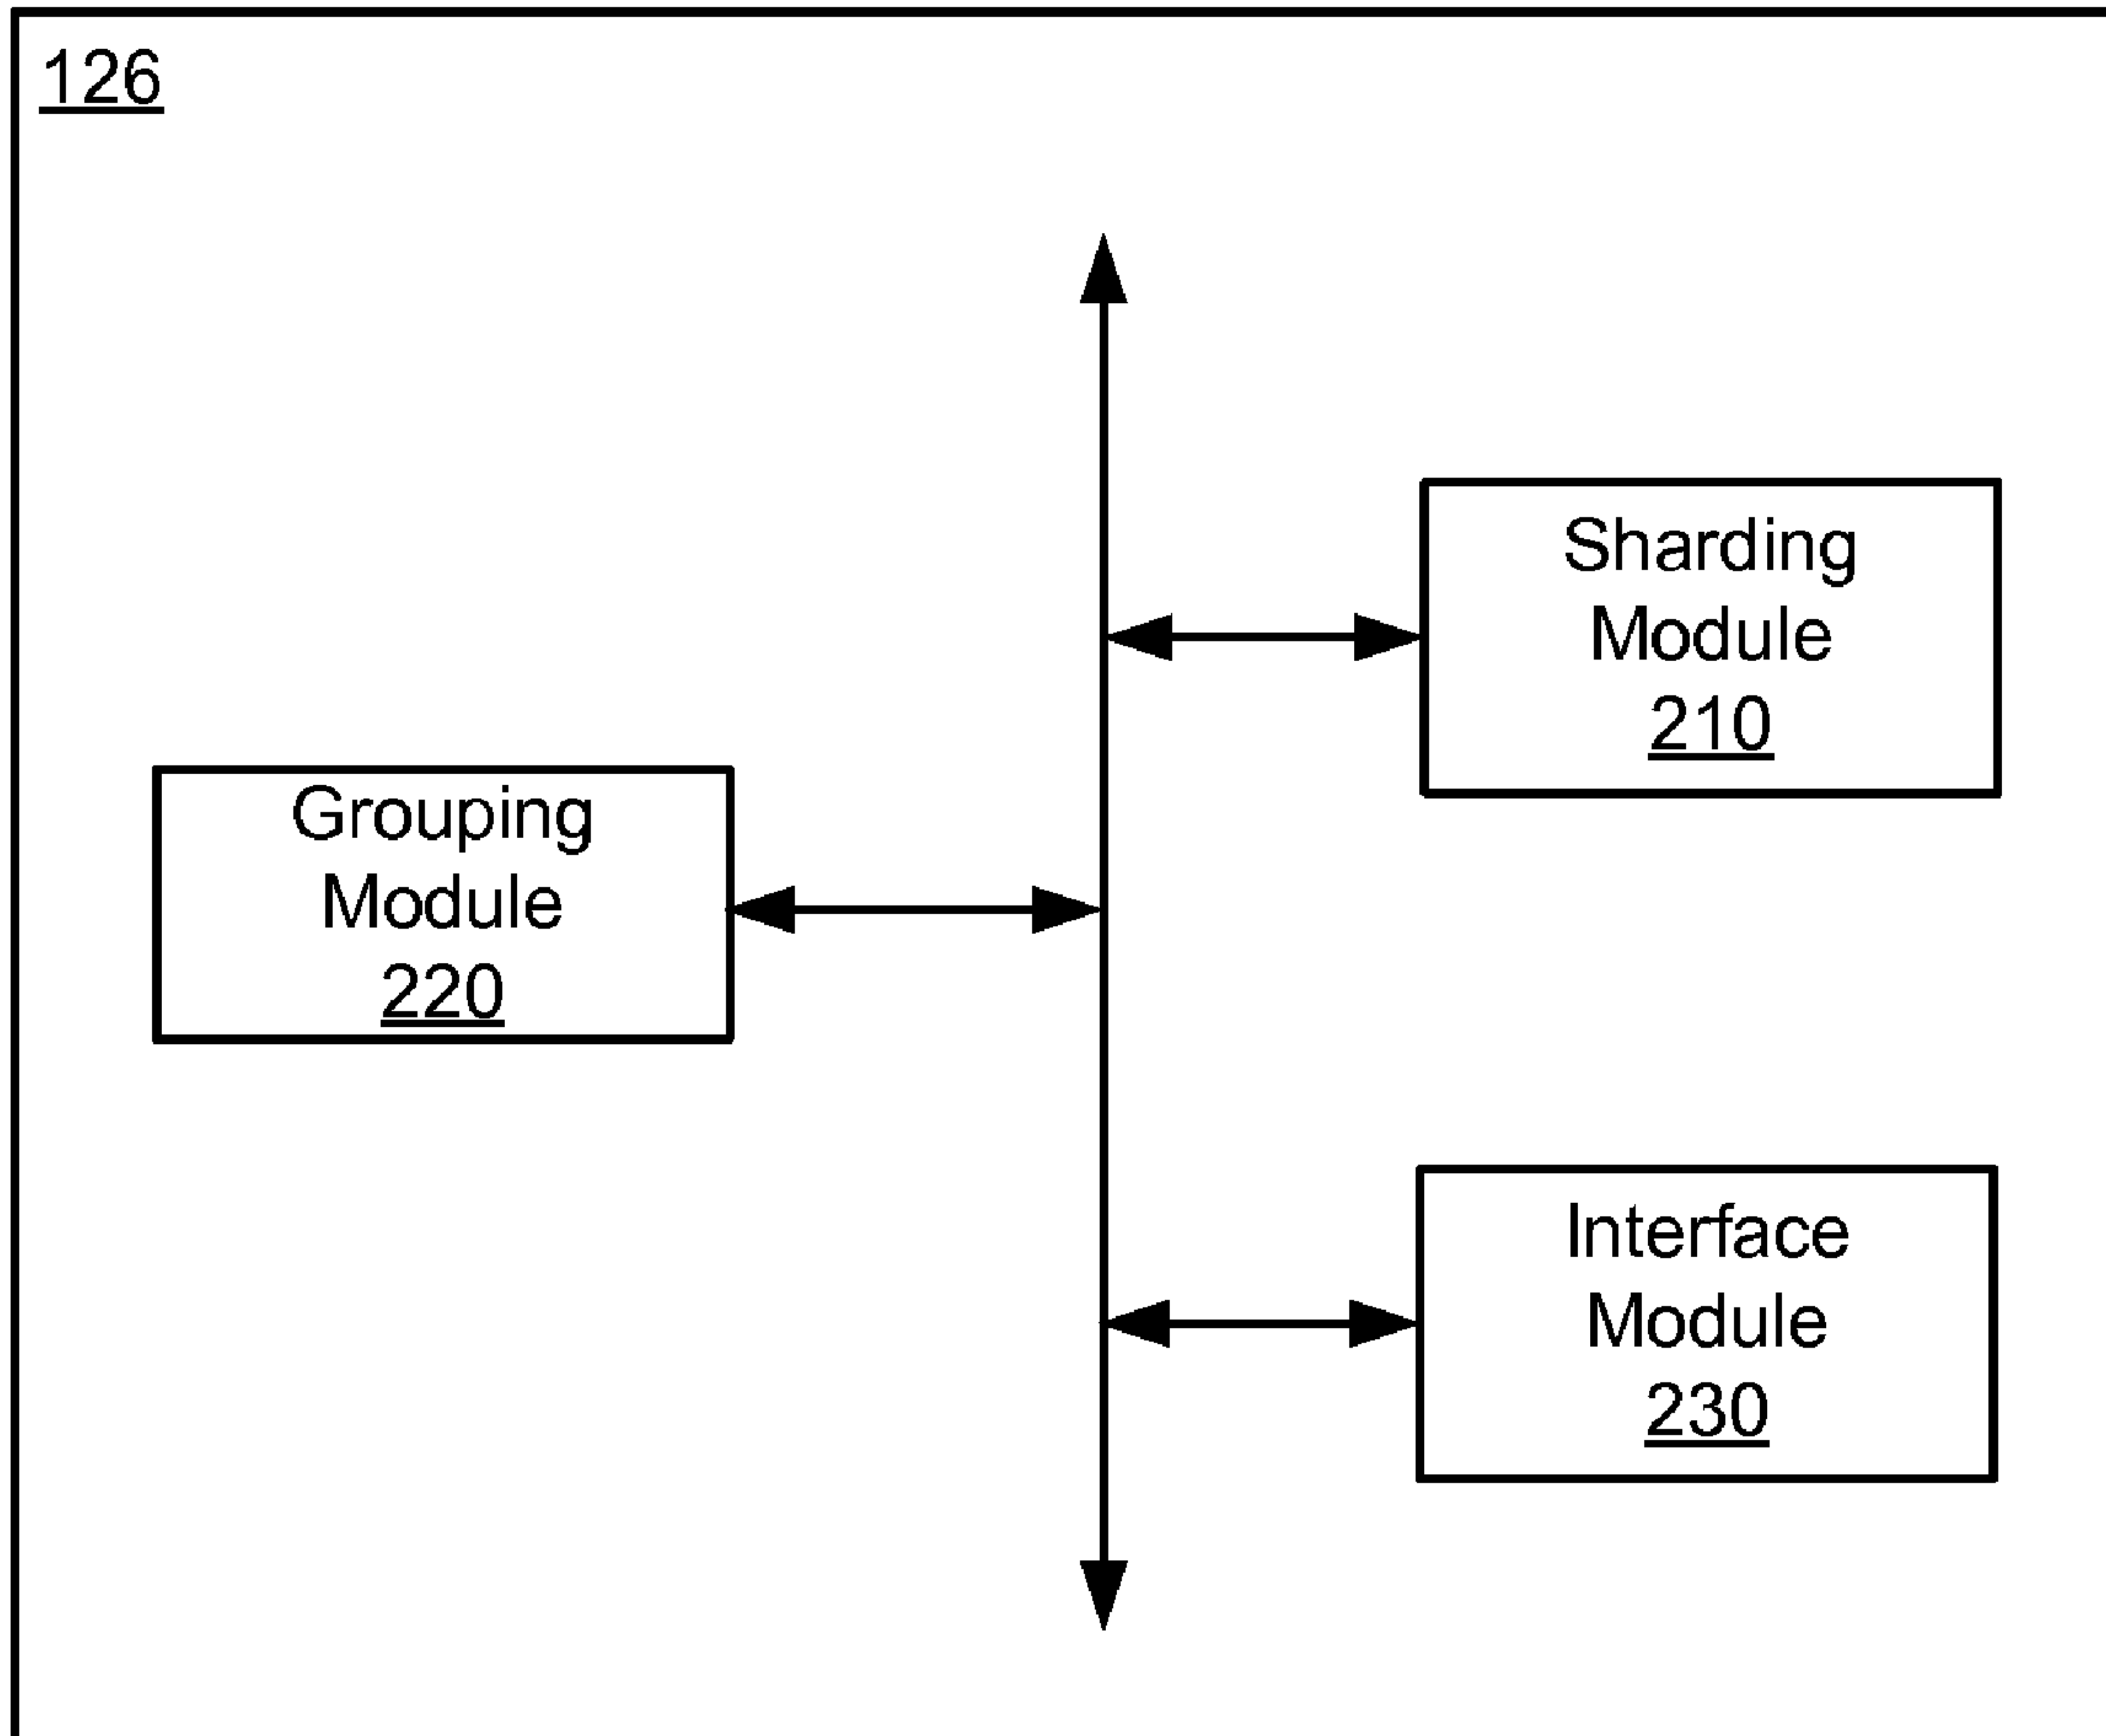 126
Sharding
Module
210
Grouping
Module
220
Interface
Module
230